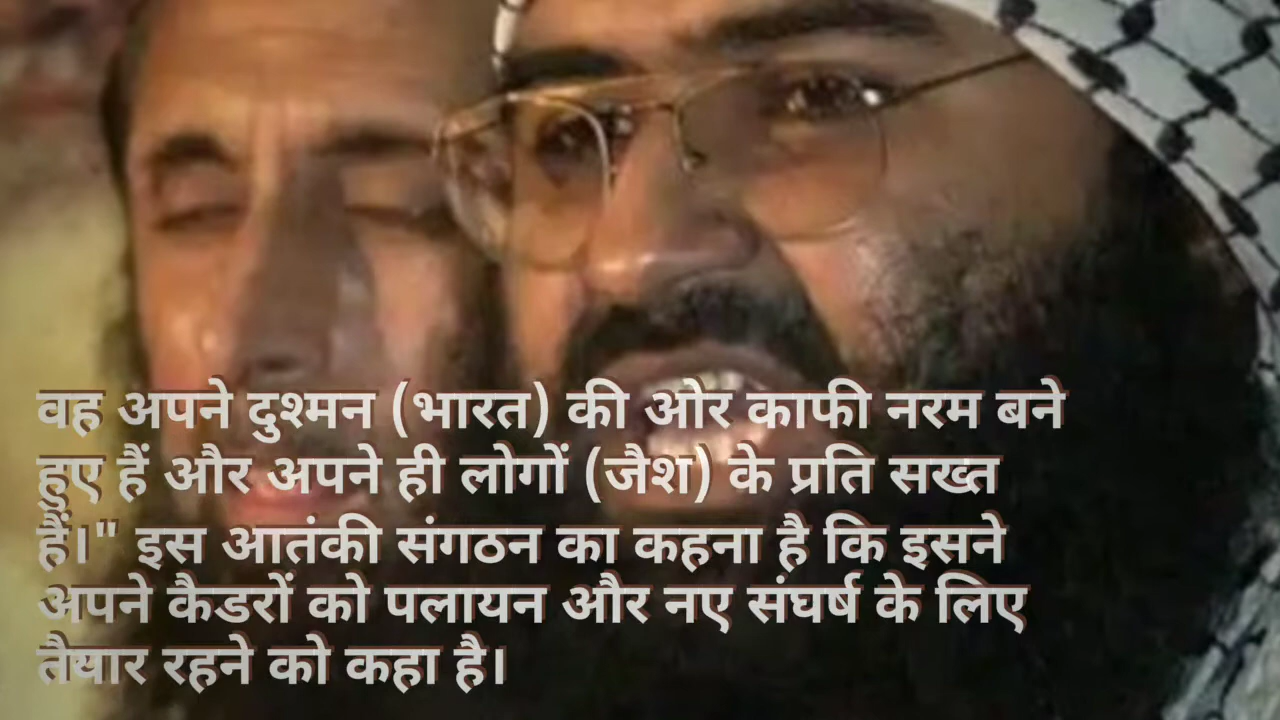 वह अपने दुश्मन (भारत) की ओर काफी नरम बने
हुए हैं और अपने ही लोगों (जैश) के प्रति सख्त
हैं।" इस आतंकी संगठन का कहना है कि इसने
अपने कैडरों को पलायन और नए संघर्ष के लिए
तैयार रहने को कहा है।